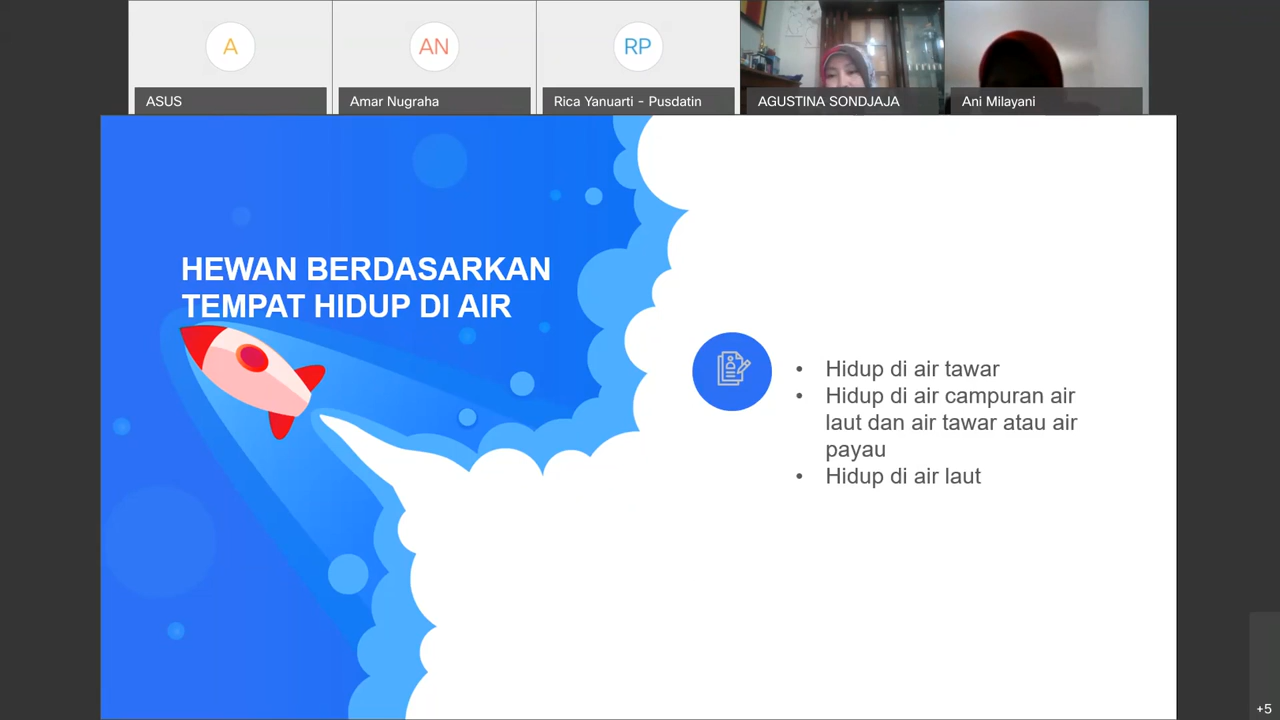 A
AN
RP
ASUS
Amar Nugraha
Rica Yanuarti - Pusdatin
AGUSTINA SONDJAJA
Ani Milayani
HEWAN BERDASARKAN
TEMPAT HIDUP DI AIR
• Hidup di air tawar
• Hidup di air campuran air
laut dan air tawar atau air
payau
• Hidup di air laut
+5